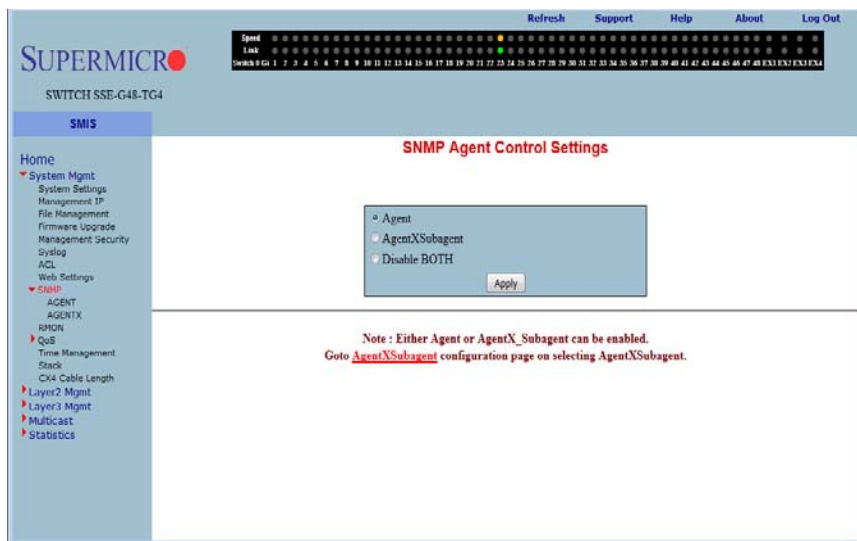 Refresh Support Help About Log Out
SUPERMICRO
Speed
Link
Switch 0 Gi 1 2 3 4 5 6 7 8 9 10 11 12 13 14 15 16 17 18 19 20 21 22 23 24 25 26 27 28 29 30 31 32 33 34 35 36 37 38 39 40 41 42 43 44 45 46 47 48 EX1 EX2 EX3 EX4
SWITCH SSE-G48-TG4
SMIS
Home
System Mgmt
System Settings
Management IP
File Management
Firmware Upgrade
Management Security
Syslog
ACL
Web Settings
SNMP
AGENT
AGENTX
RMON
QoS
Time Management
Stack
CX4 Cable Length
Layer2 Mgmt
Layer3 Mgmt
Multicast
Statistics
SNMP Agent Control Settings
Agent
AgentXSubagent
Disable BOTH
Apply
Note : Either Agent or AgentX_Subagent can be enabled.
Goto AgentXSubagent configuration page on selecting AgentXSubagent.